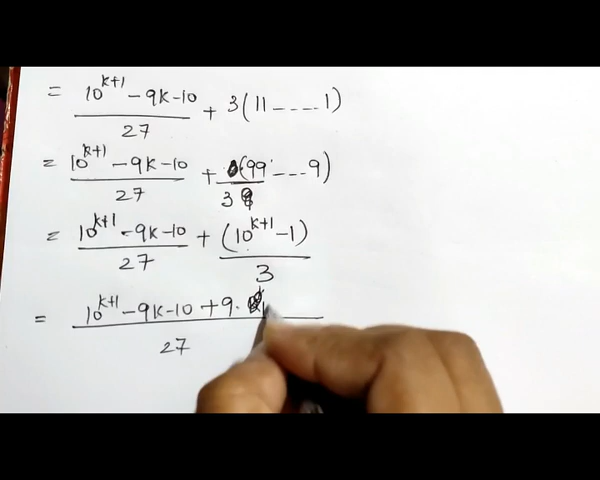 = 10^{k+1} - 9k - 10 / 27 + 3(11 ---- 1)
= 10^{k+1} - 9k - 10 / 27 + (99 --- 9) / 3
= 10^{k+1} - 9k - 10 / 27 + (10^{k+1} - 1) / 3
= 10^{k+1} - 9k - 10 + 9. / 27